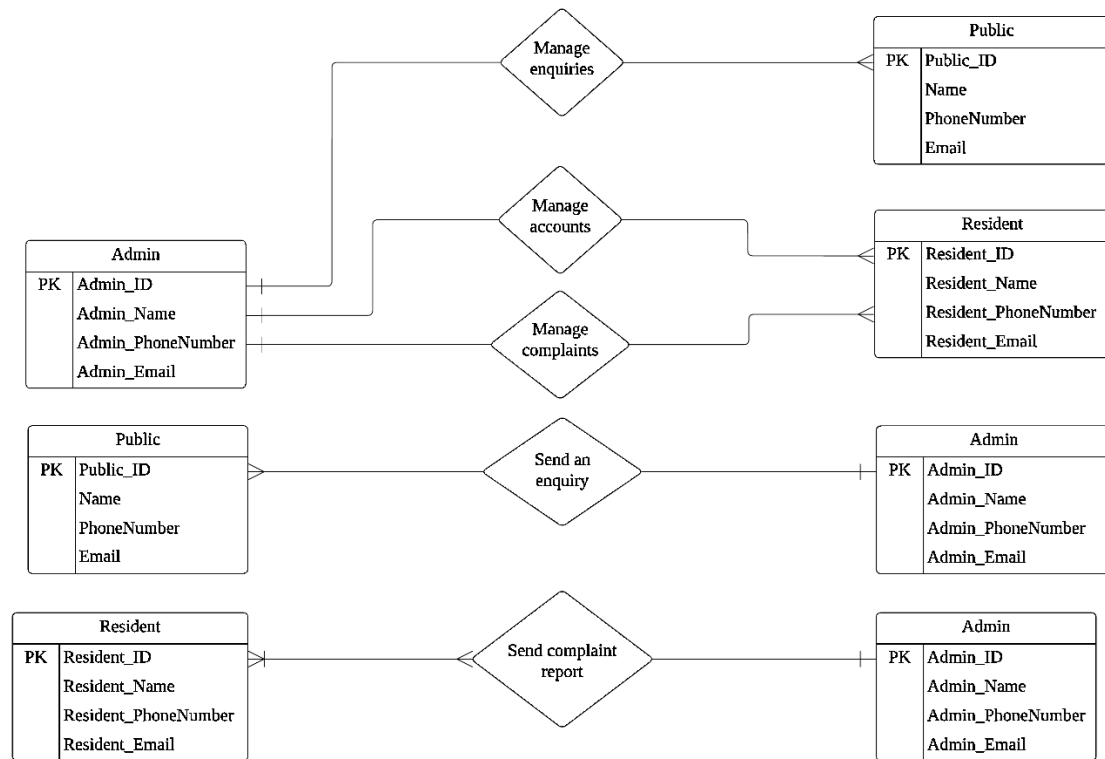 Manage
enquiries
Public
PK Public_ID
Name
PhoneNumber
Email
Manage
accounts
Resident
PK Resident_ID
Resident_Name
Resident_PhoneNumber
Resident_Email
Admin
PK Admin_ID
Admin_Name
Admin_PhoneNumber
Admin_Email
Manage
complaints
Public
PK Public_ID
Name
PhoneNumber
Email
Send an
enquiry
Admin
PK Admin_ID
Admin_Name
Admin_PhoneNumber
Admin_Email
Resident
PK Resident_ID
Resident_Name
Resident_PhoneNumber
Resident_Email
Send complaint
report
Admin
PK Admin_ID
Admin_Name
Admin_PhoneNumber
Admin_Email